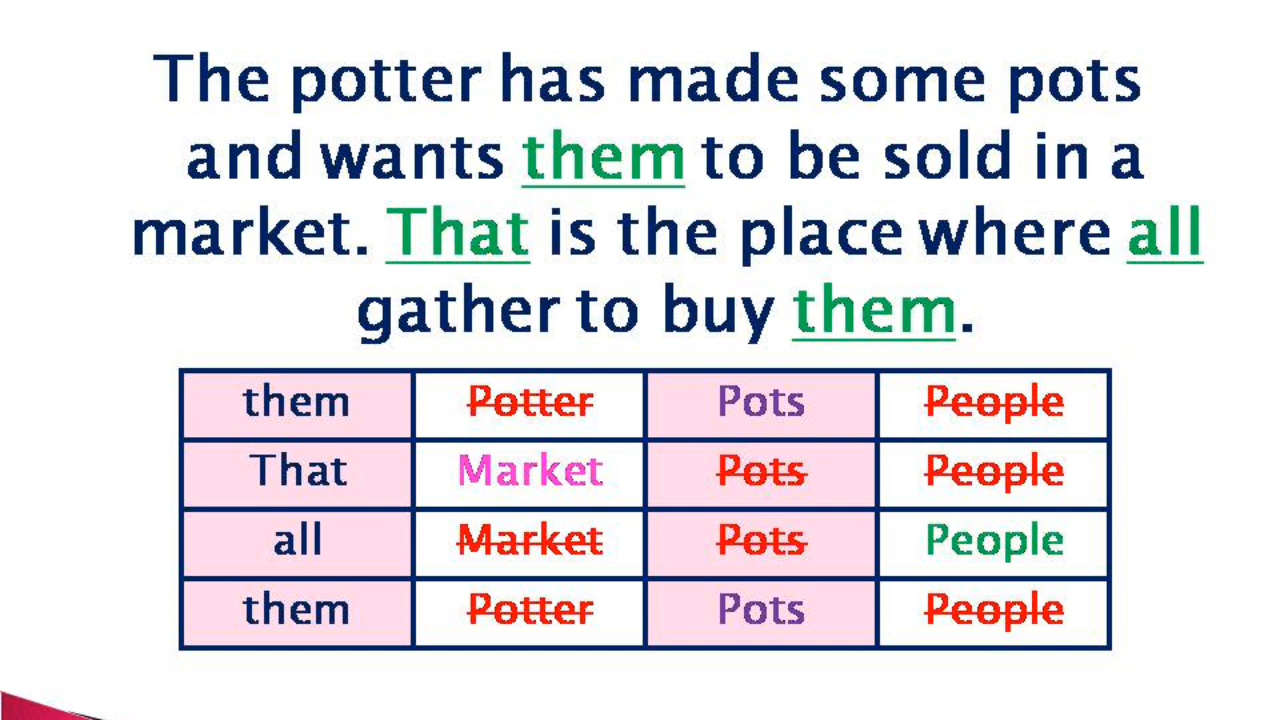 The potter has made some pots
and wants them to be sold in a
market. That is the place where all
gather to buy them.
them Potter Pots People
That Market Pots People
all Market Pots People
them Potter Pots People